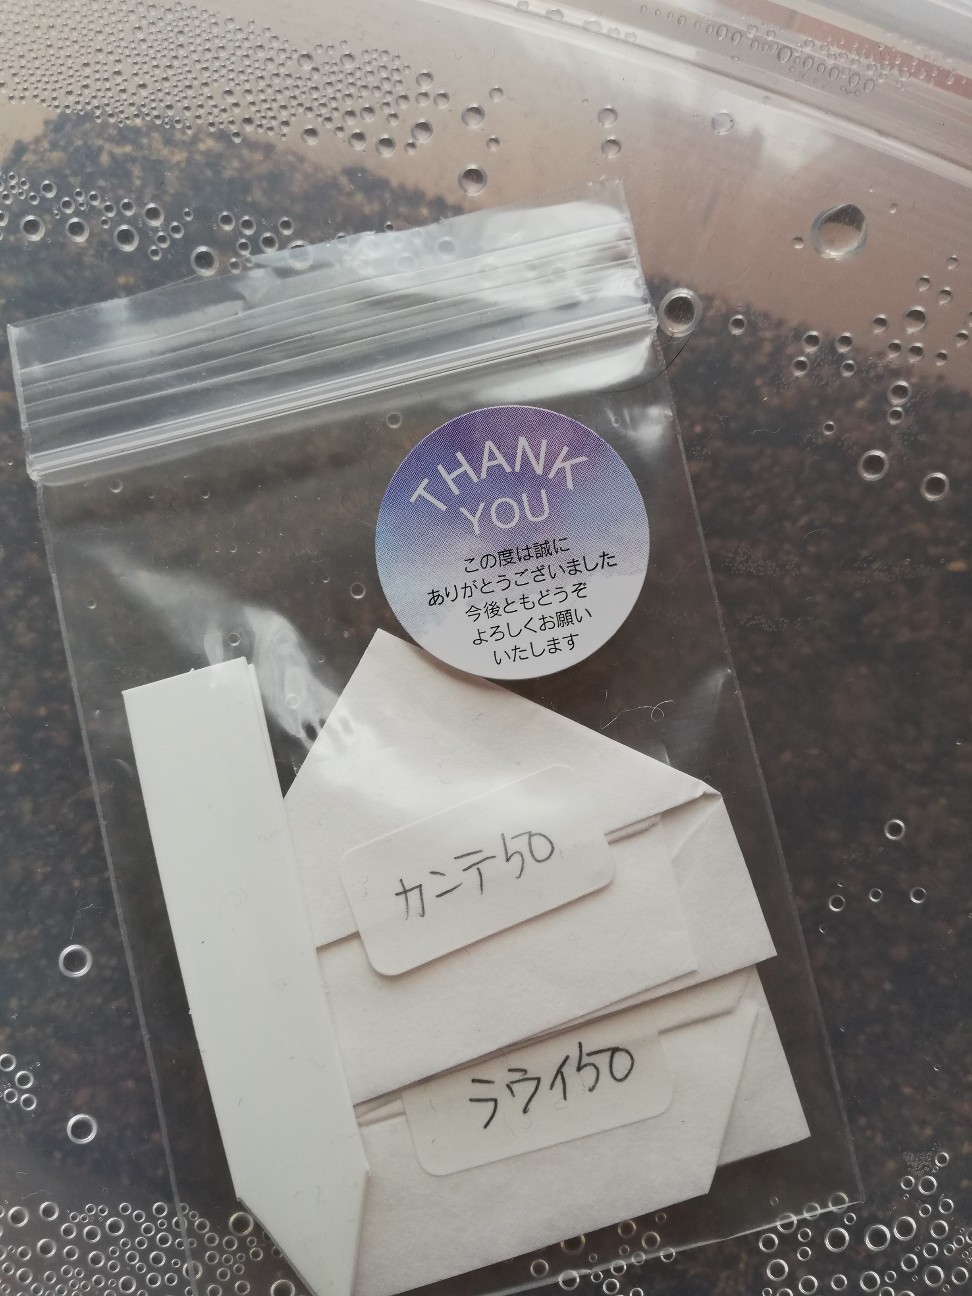 THANK
YOU
この度は誠に
ありがとうございました
今後ともどうぞ
よろしくお願い
いたします
カンテ50
ラウイ50